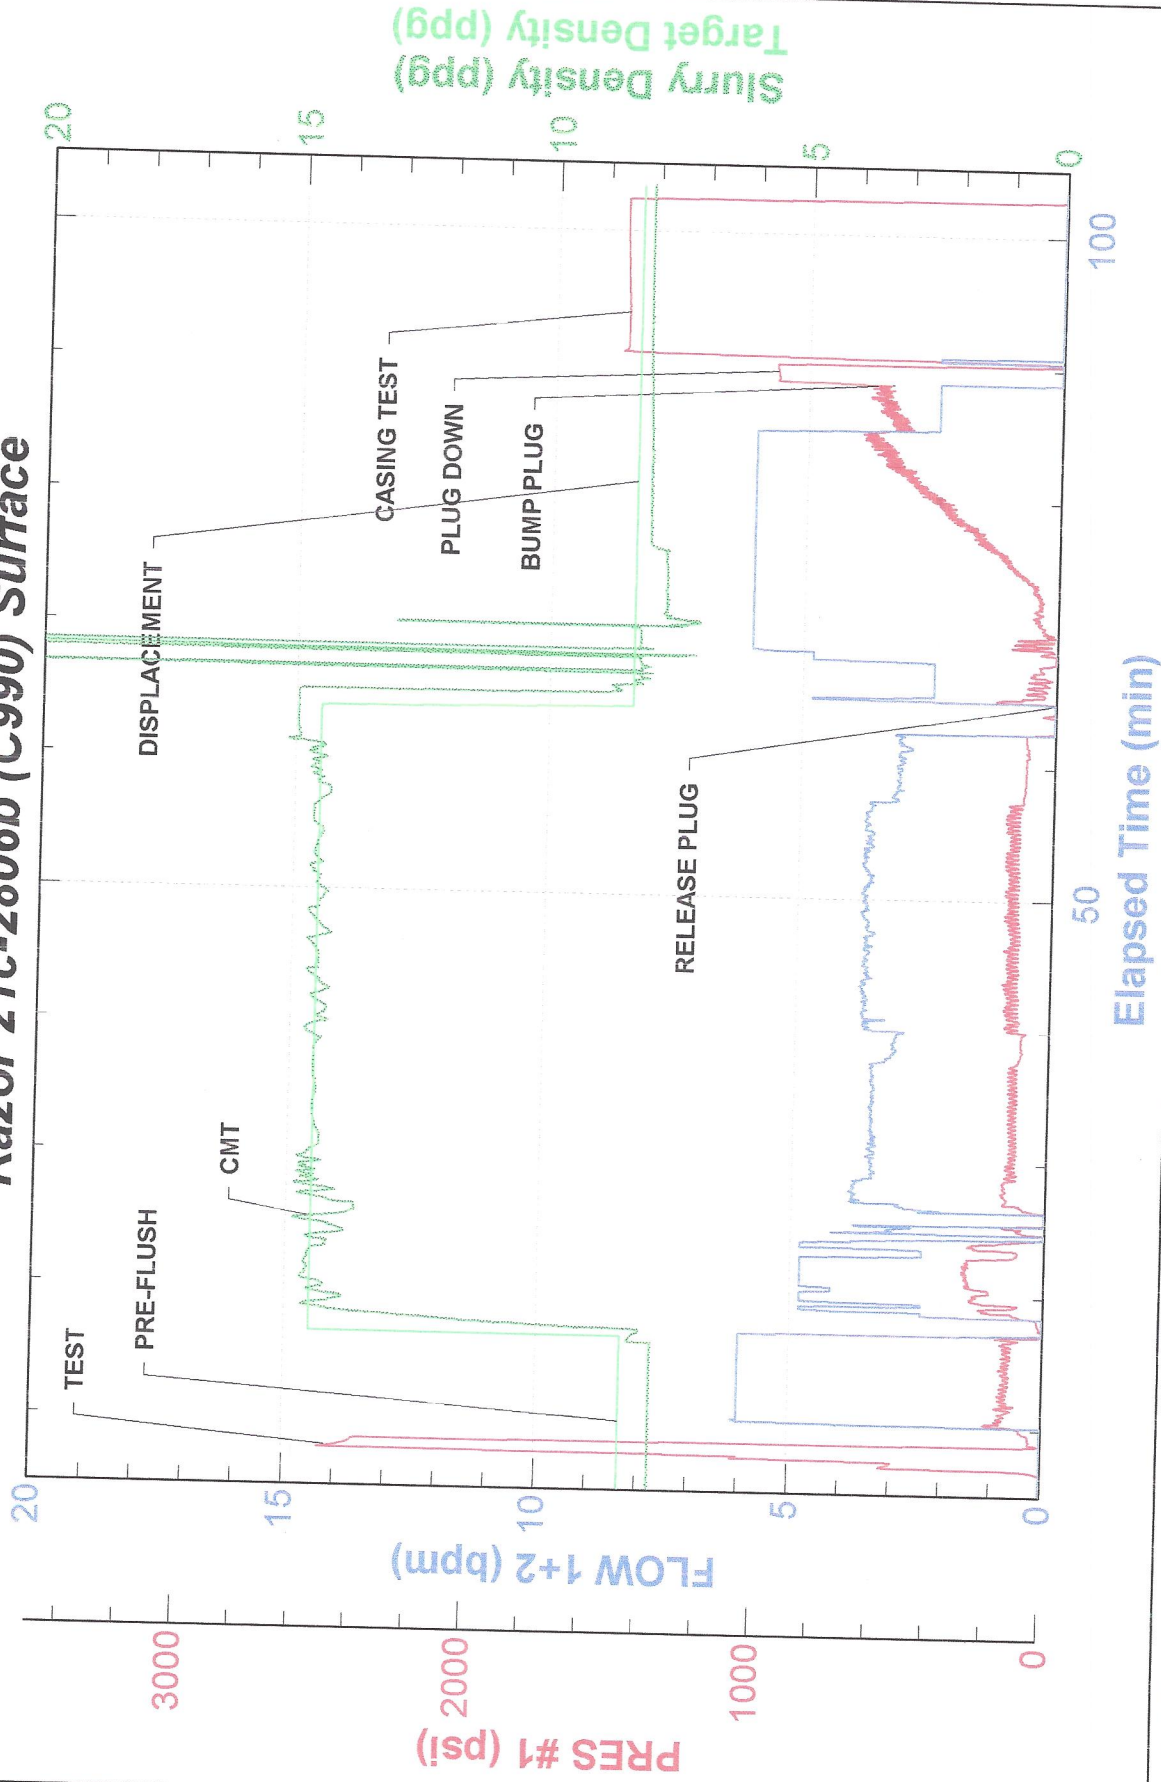 (C990) Surface
TEST
PRE-FLUSH
CMT
DISPLACEMENT
CASING TEST
PLUG DOWN
BUMP PLUG
RELEASE PLUG
PRES #1 (psi)
3000
2000
1000
0
FLOW 1+2 (bpm)
20
15
10
5
0
Elapsed Time (min)
50
100
20
15
10
5
0
Slurry Density (ppg)
Target Density (ppg)